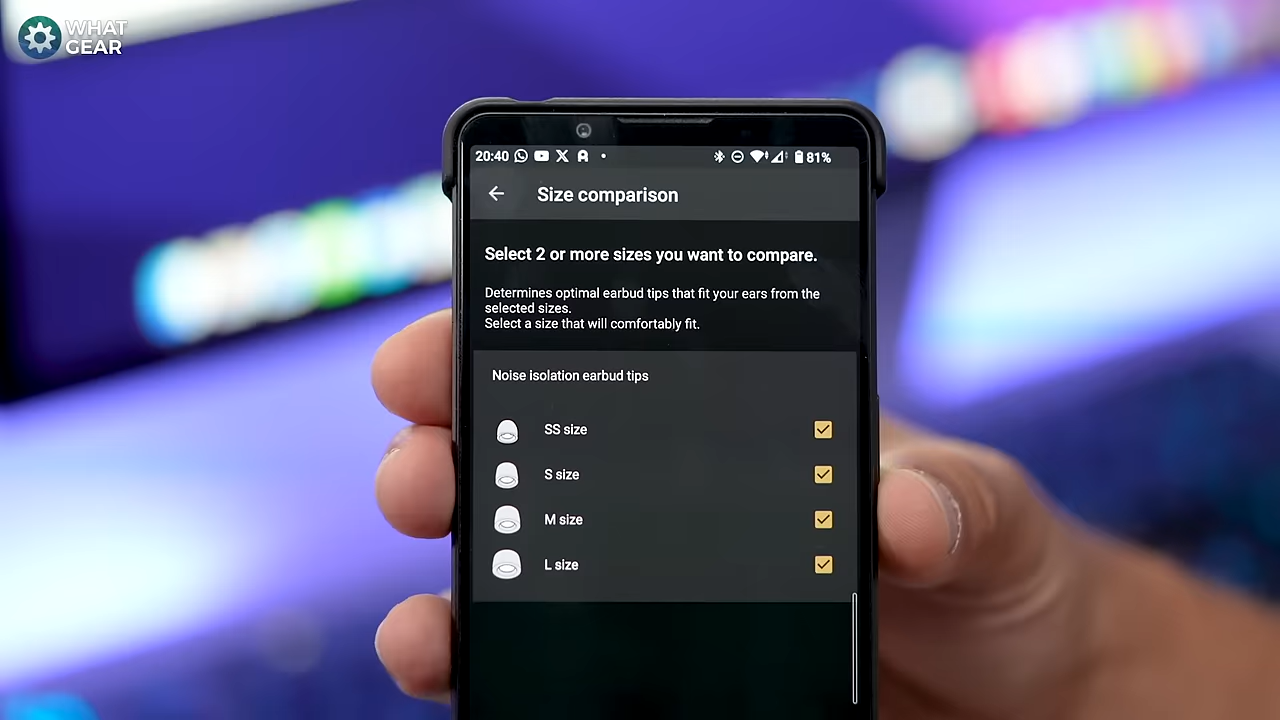 WHAT
GEAR
20:40 81%
Size comparison
Select 2 or more sizes you want to compare.
Determines optimal earbud tips that fit your ears from the
selected sizes.
Select a size that will comfortably fit.
Noise isolation earbud tips
SS size
S size
M size
L size